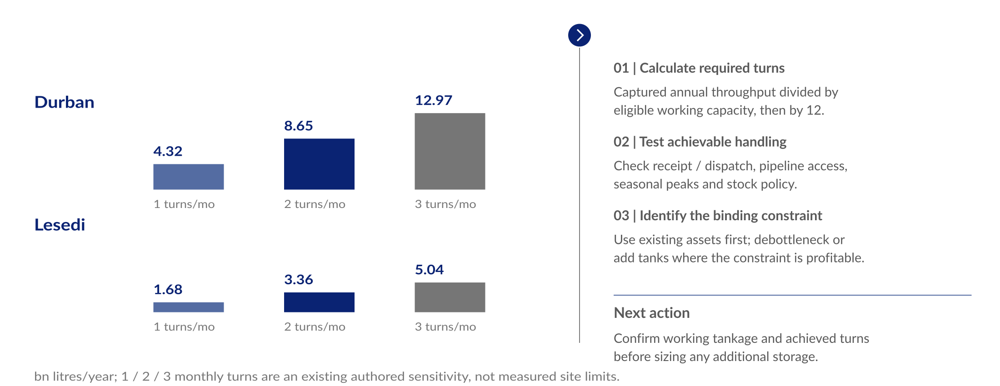 Durban
4.32
8.65
12.97
1 turns/mo
2 turns/mo
3 turns/mo
Lesedi
1.68
3.36
5.04
1 turns/mo
2 turns/mo
3 turns/mo
bn litres/year; 1 / 2 / 3 monthly turns are an existing authored sensitivity, not measured site limits.
01 | Calculate required turns
Captured annual throughput divided by
eligible working capacity, then by 12.
02 | Test achievable handling
Check receipt / dispatch, pipeline access,
seasonal peaks and stock policy.
03 | Identify the binding constraint
Use existing assets first; debottleneck or
add tanks where the constraint is profitable.
Next action
Confirm working tankage and achieved turns
before sizing any additional storage.